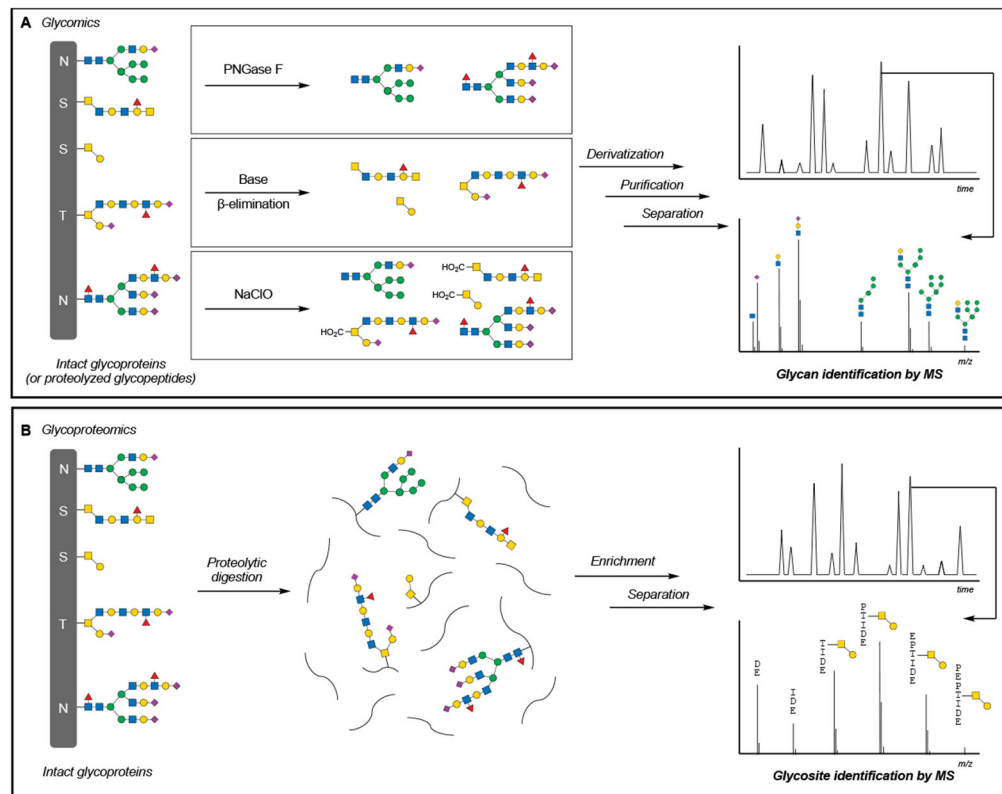 A Glycomics
N
S
S
T
N
Intact glycoproteins
(or proteolyzed glycopeptides)
PNGase F
Base
β-elimination
NaClO
HO₂C
HO₂C
HO₂C
Derivatization
Purification
Separation
time
m/z
Glycan identification by MS
B Glycoproteomics
N
S
S
T
N
Intact glycoproteins
Proteolytic
digestion
Enrichment
Separation
time
DE
IDE
TIDE
PTIDE
EPTIDE
PEPTIDE
m/z
Glycosite identification by MS